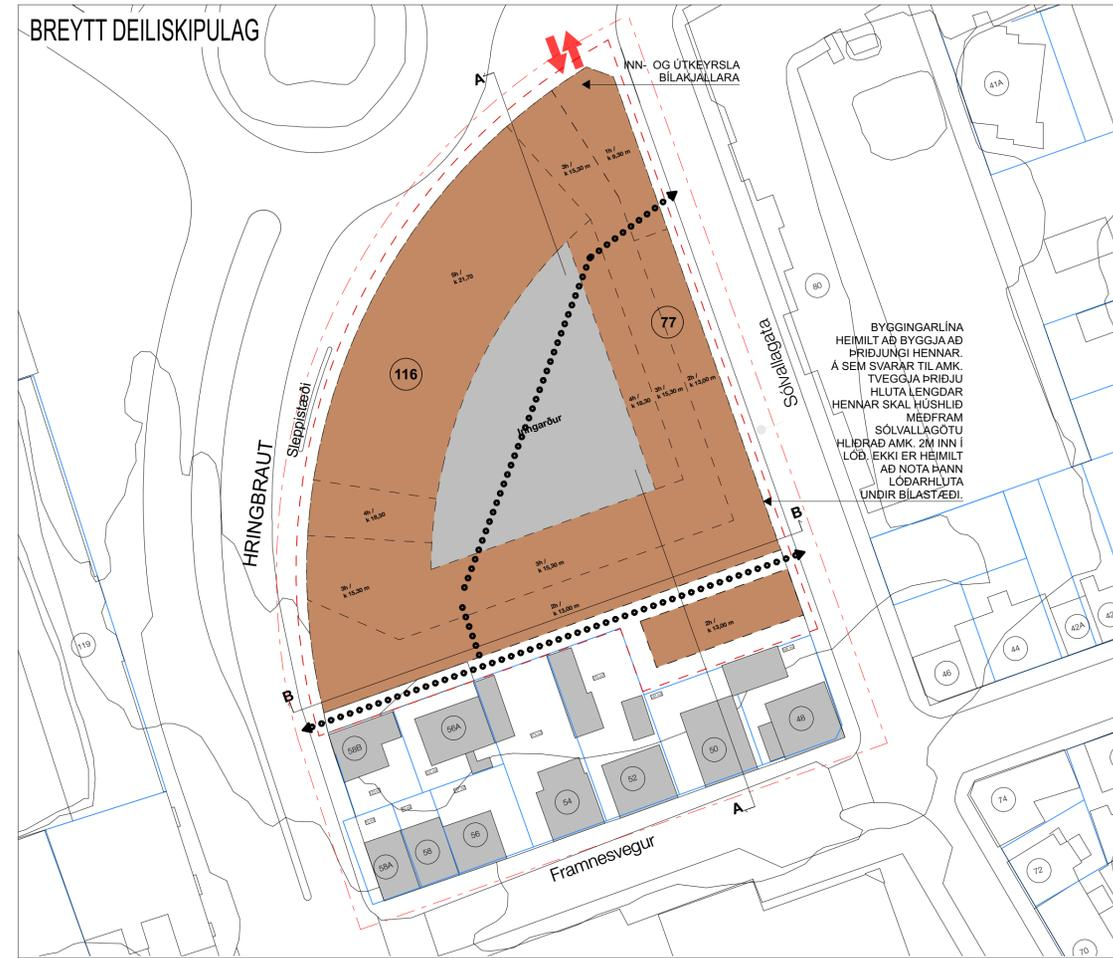 BREYTT DEILISKIPULAG
INN- OG ÚTKEYRSLA
BÍLAKJALLARA
A
41A
3h /
k 15,30 m
1h /
k 9,30 m
5h /
k 21,70
80
77
116
Sólvallagata
Sleppistæði
HRINGBRAUT
Inngarður
4h /
k 18,30
3h /
k 15,30 m
2h /
k 13,00 m
BYGGINGARLÍNA
HEIMILT AÐ BYGGJA AÐ
ÞRIÐJUNGI HENNAR.
Á SEM SVARAR TIL AMK.
TVEGGJA ÞRIÐJU
HLUTA LENGDAR
HENNAR SKAL HÚSHLIÐ
MEÐFRAM
SÓLVALLAGÖTU
HLIÐRAÐ AMK. 2M INN Í
LÓÐ. EKKI ER HEIMILT
AÐ NOTA ÞANN
LÓÐARHLUTA
UNDIR BÍLASTÆÐI.
4h /
k 18,30
B
3h /
k 15,30 m
3h /
k 15,30 m
2h /
k 13,00 m
2h /
k 13,00 m
119
B
42A
44
46
58B
56A
50
48
52
54
56
58
58A
A
Framnesvegur
74
72
70